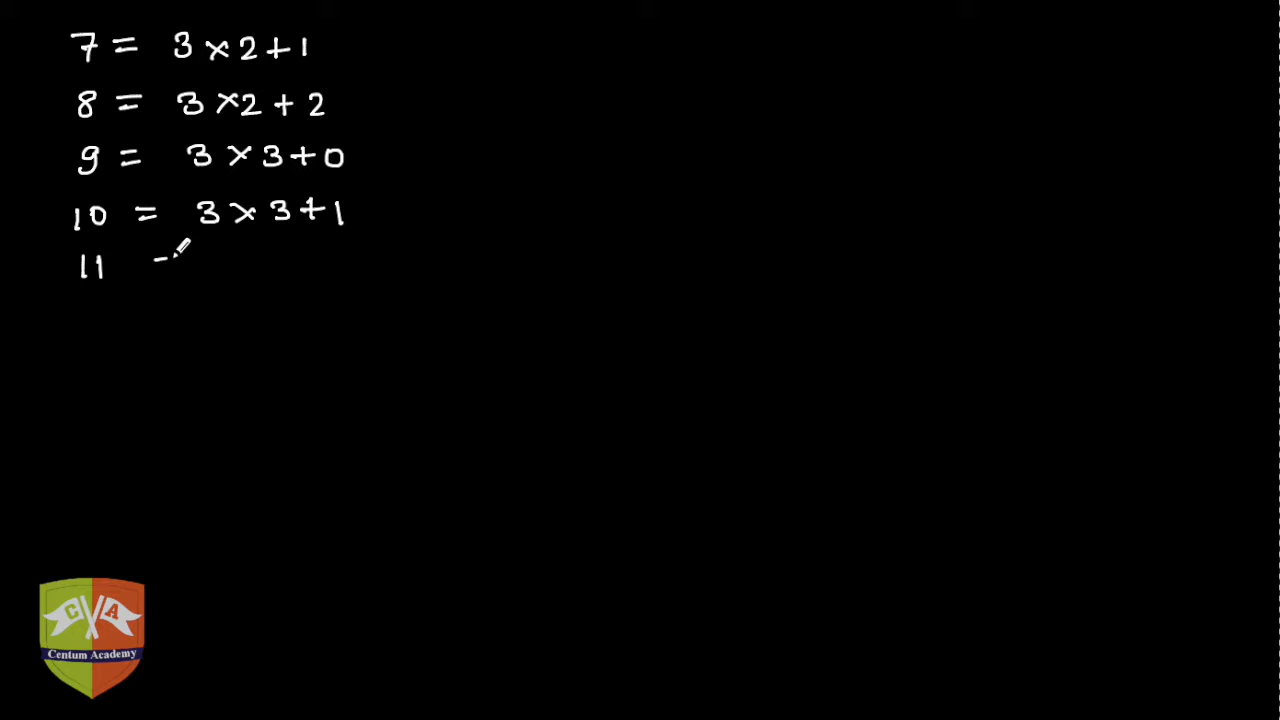 7 = 3 × 2 + 1
8 = 3 × 2 + 2
9 = 3 × 3 + 0
10 = 3 × 3 + 1
11 -
C A
Centum Academy